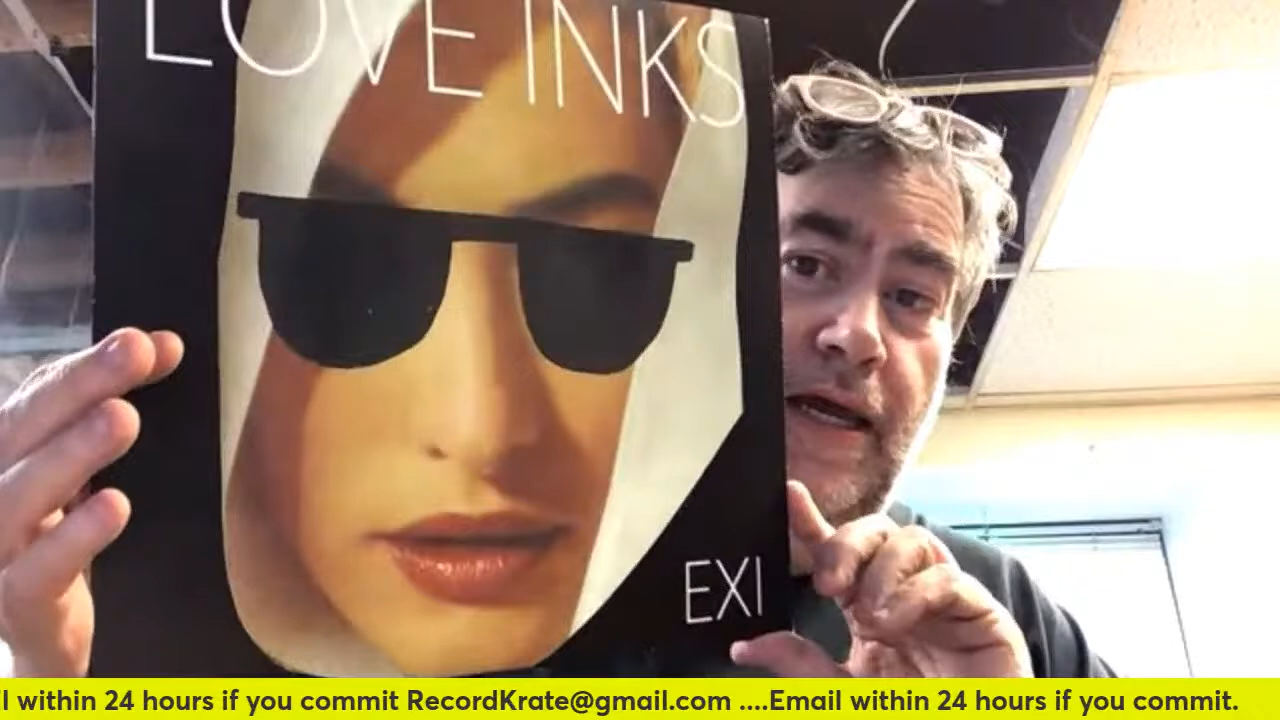 LOVE INKS
EXI
l within 24 hours if you commit RecordKrate@gmail.com ....Email within 24 hours if you commit.